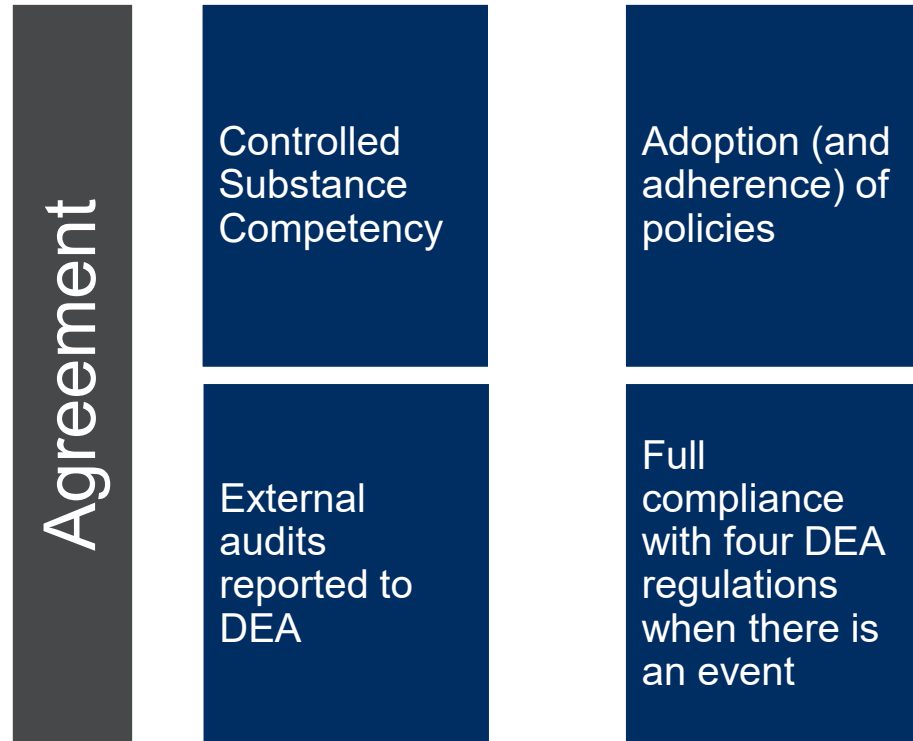 Agreement
Controlled
Substance
Competency
Adoption (and
adherence) of
policies
External
audits
reported to
DEA
Full
compliance
with four DEA
regulations
when there is
an event